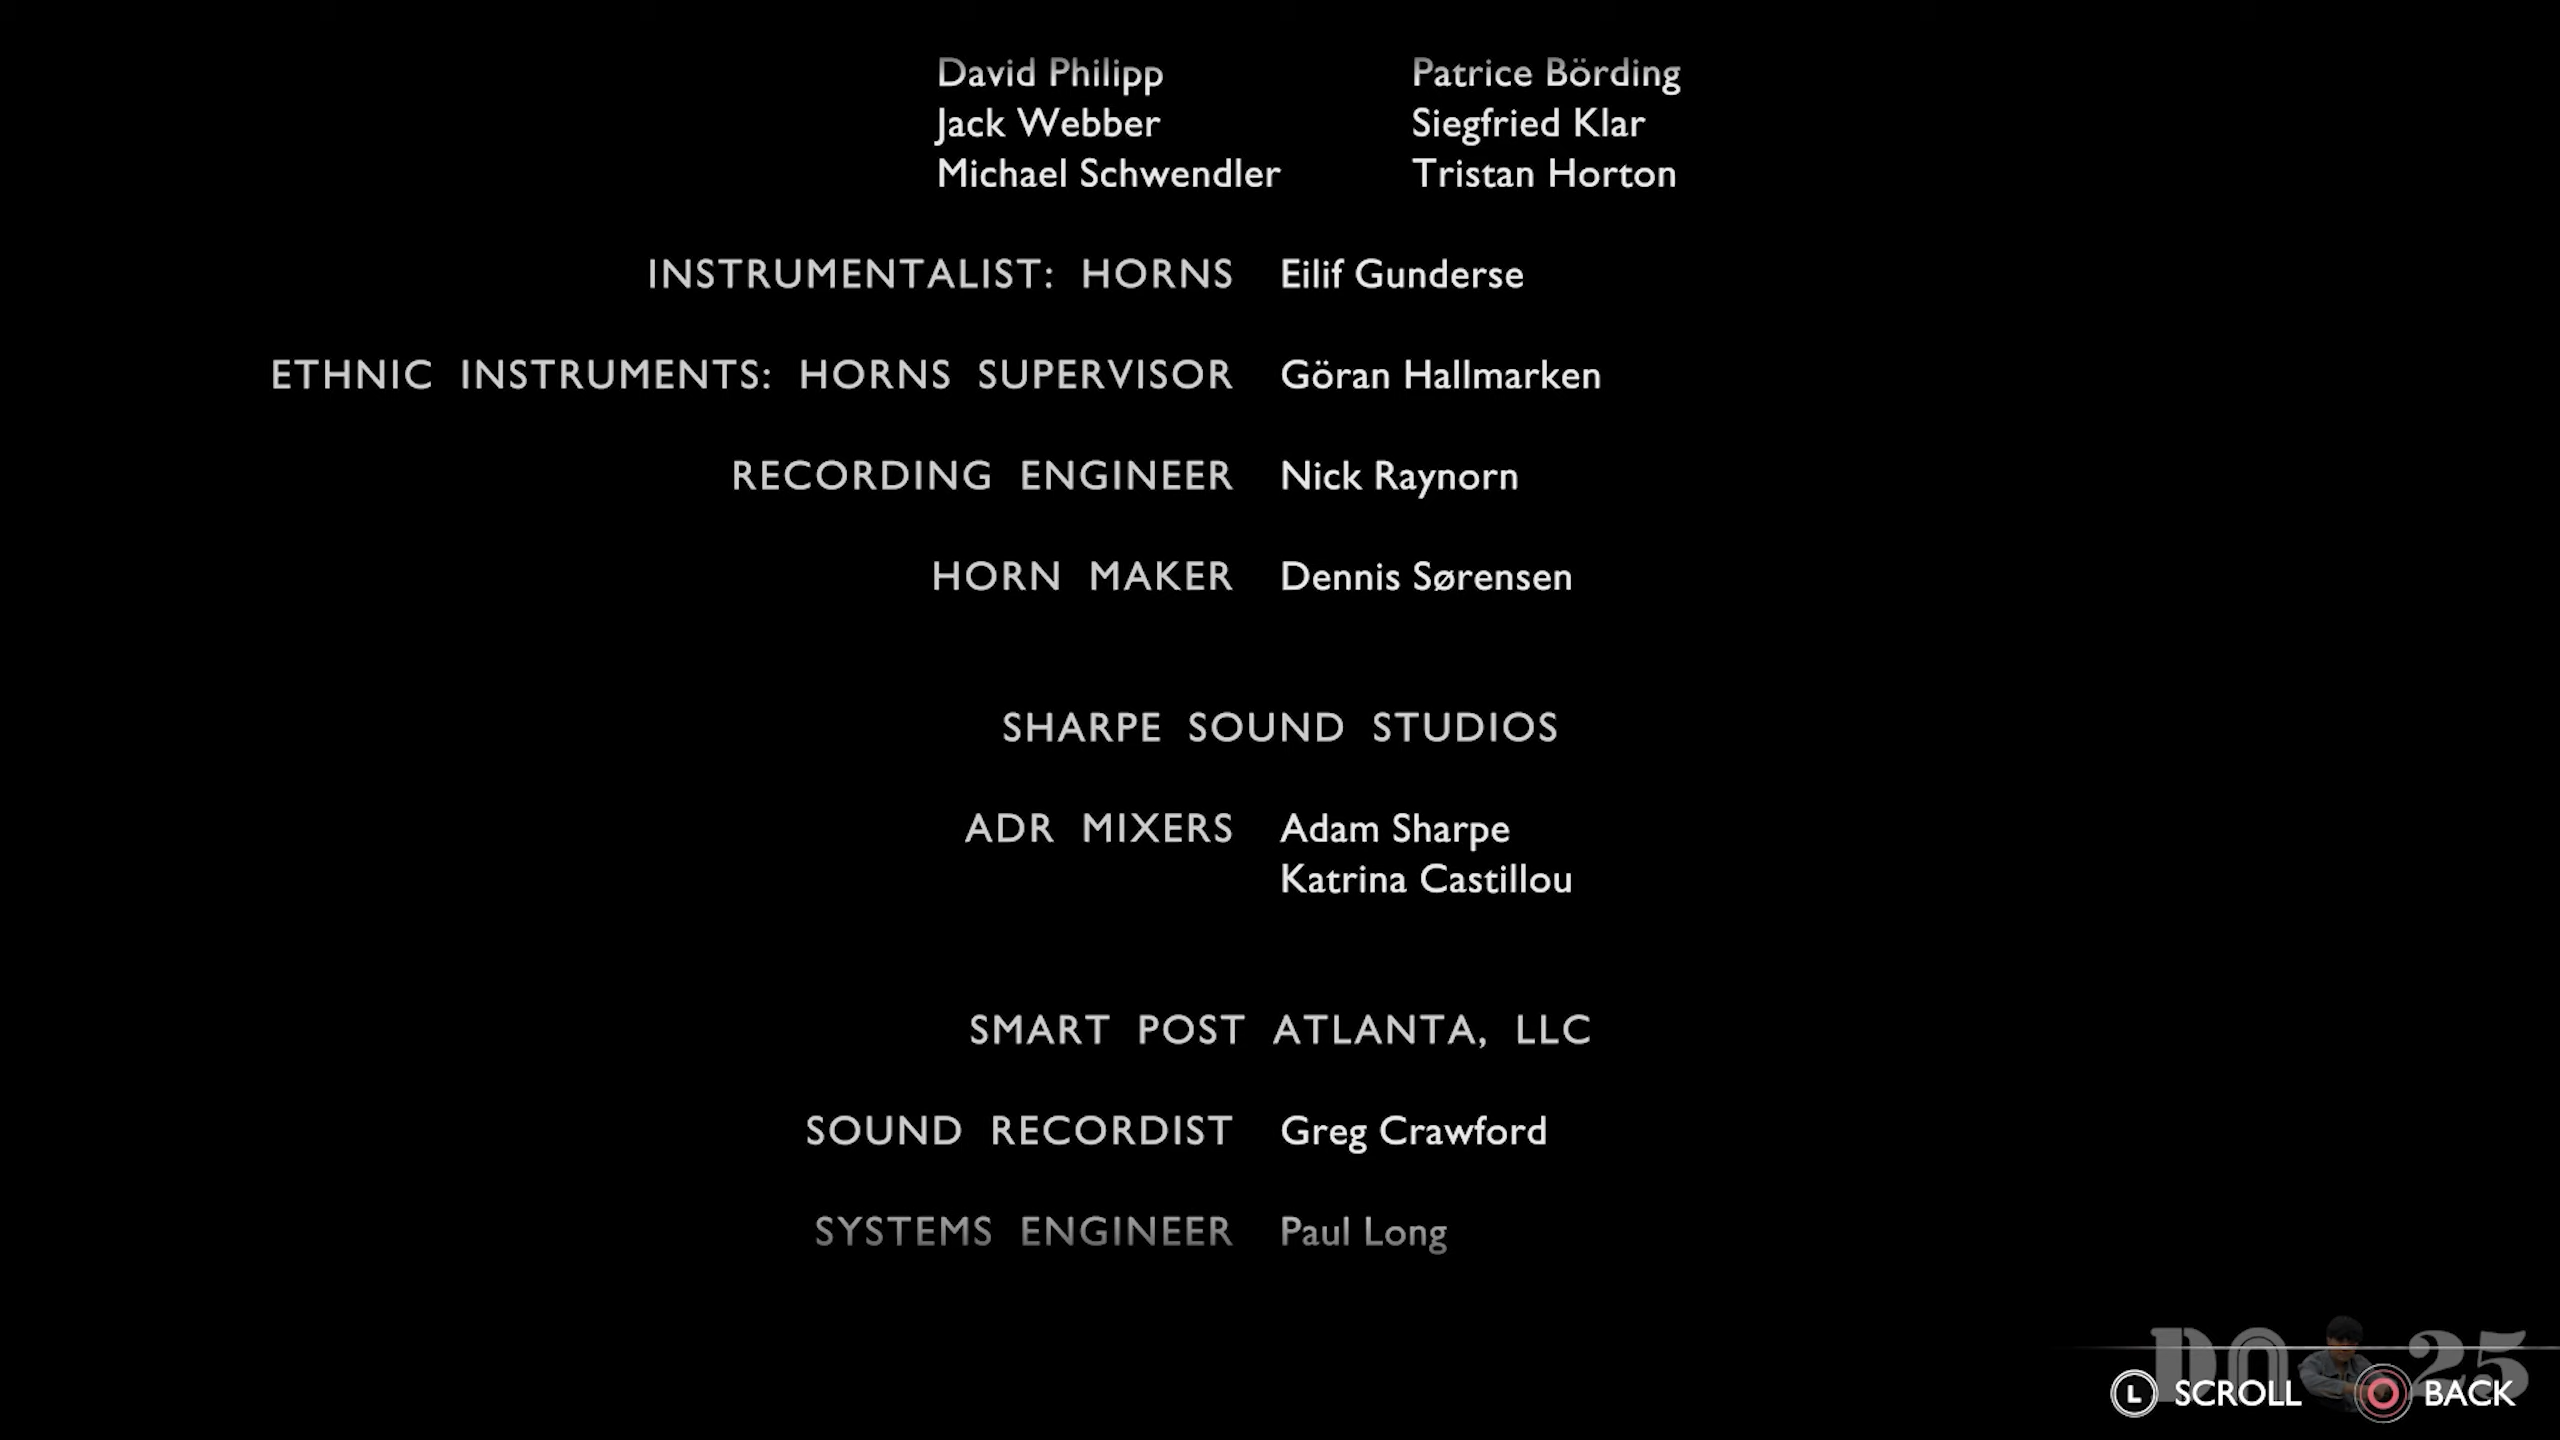 David Philipp Patrice Börding
Jack Webber Siegfried Klar
Michael Schwendler Tristan Horton
INSTRUMENTALIST: HORNS Eilif Gunderse
ETHNIC INSTRUMENTS: HORNS SUPERVISOR Göran Hallmarken
RECORDING ENGINEER Nick Raynorn
HORN MAKER Dennis Sørensen
SHARPE SOUND STUDIOS
ADR MIXERS Adam Sharpe
Katrina Castillou
SMART POST ATLANTA, LLC
SOUND RECORDIST Greg Crawford
SYSTEMS ENGINEER Paul Long
25
L SCROLL BACK